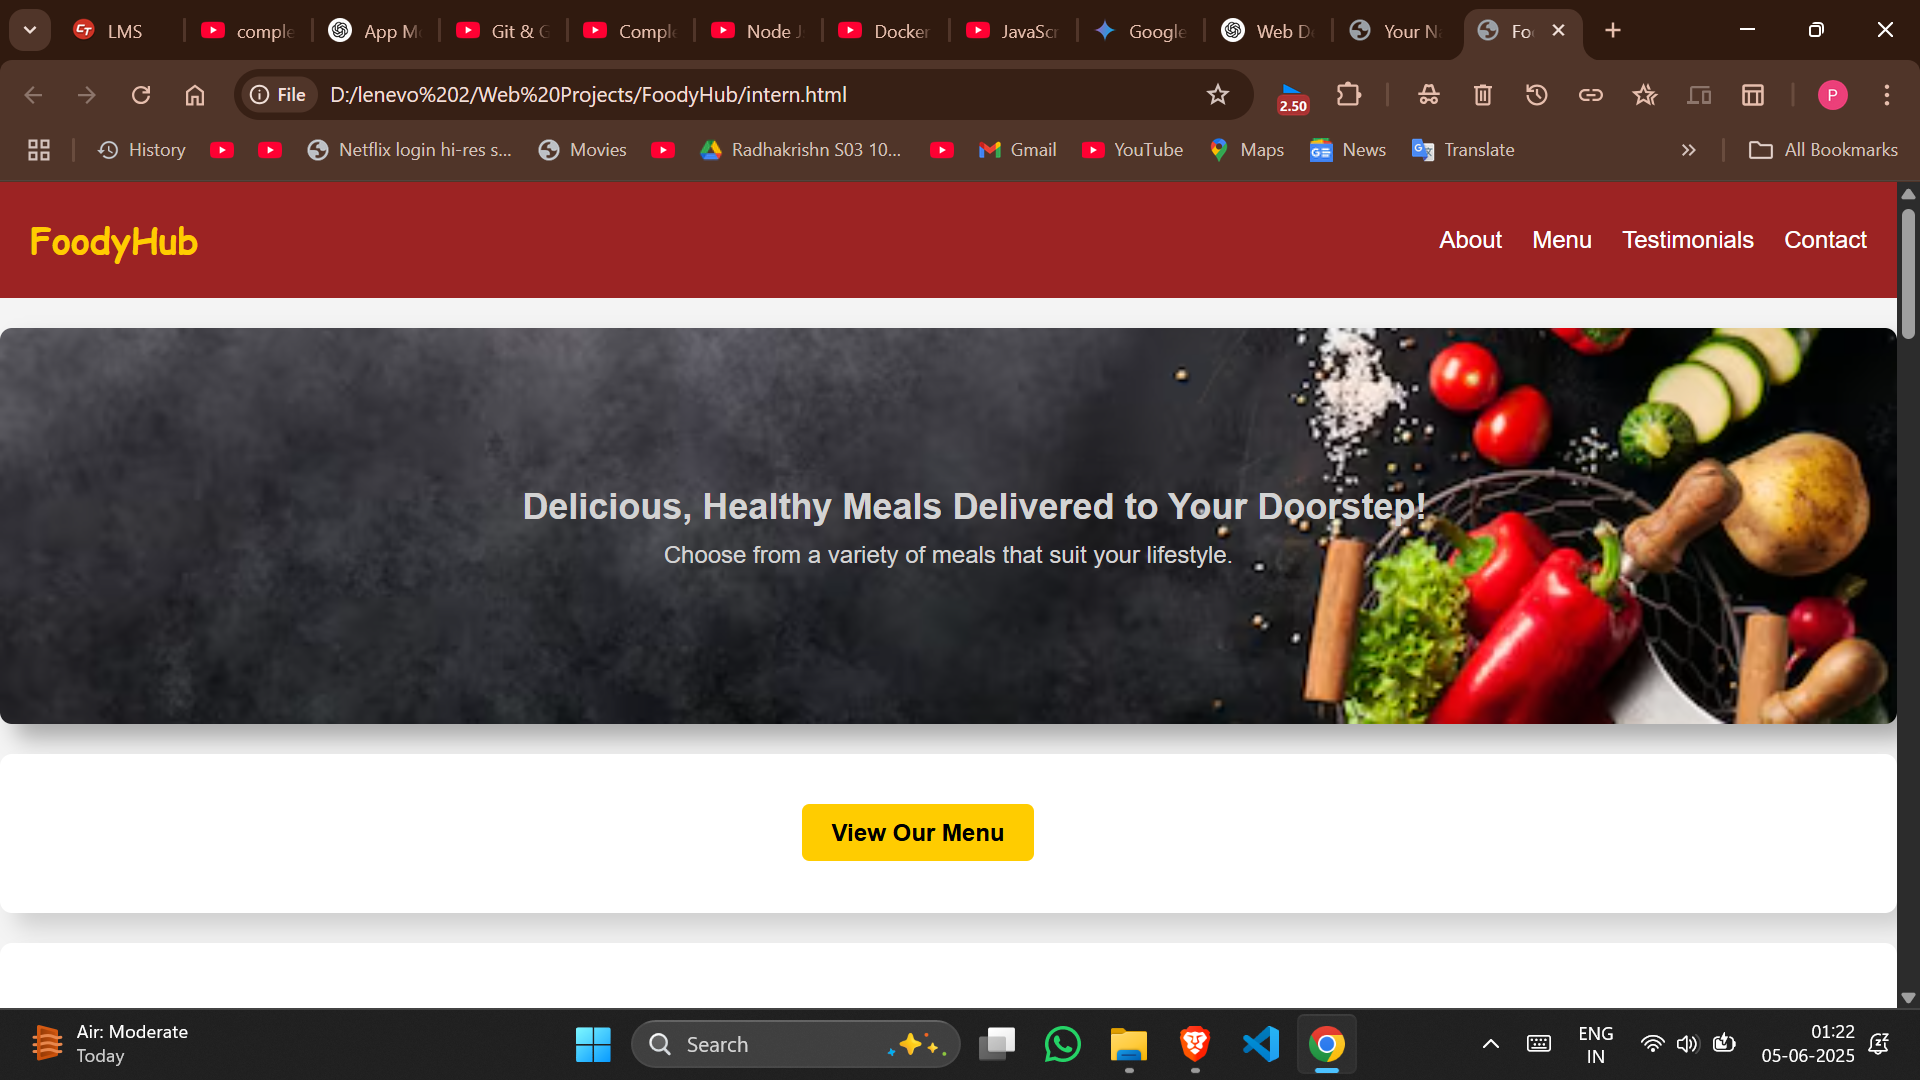 LMS
comple
App Mo
Git & G
Comple
Node J
Docker
JavaScr
Google
Web D
Your Na
Foo
File
D:/lenevo%202/Web%20Projects/FoodyHub/intern.html
2.50
P
History
Netflix login hi-res s...
Movies
Radhakrishn S03 10...
Gmail
YouTube
Maps
News
Translate
All Bookmarks
FoodyHub
About
Menu
Testimonials
Contact
Delicious, Healthy Meals Delivered to Your Doorstep!
Choose from a variety of meals that suit your lifestyle.
View Our Menu
Air: Moderate
Today
Search
ENG
IN
01:22
05-06-2025